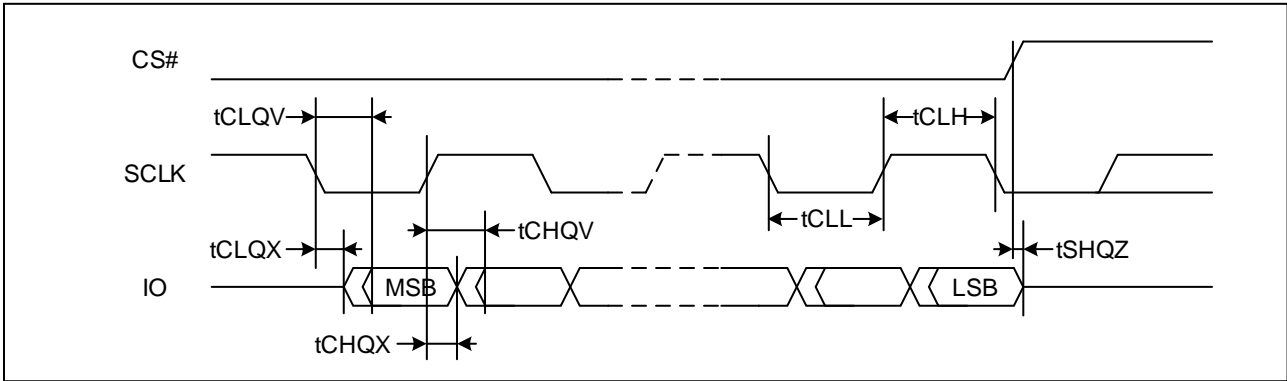 CS#
tCLQV
tCLH
SCLK
tCLL
tCHQV
tCLQX
tSHQZ
IO
MSB
LSB
tCHQX